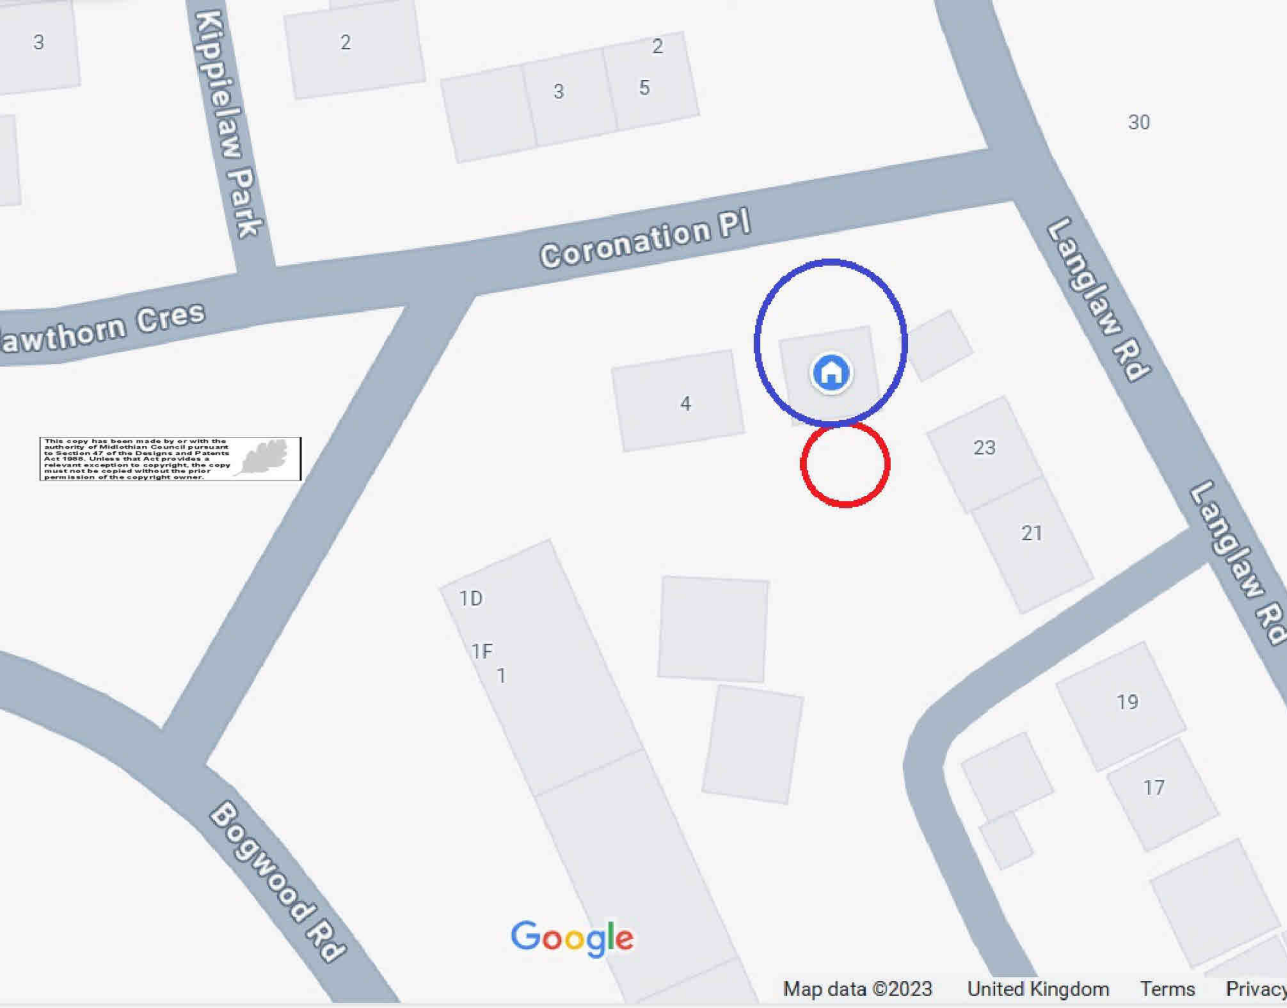 3
Kippielaw Park
2
2
3
5
30
Coronation Pl
Langlaw Rd
awthorn Cres
4
23
This copy has been made by or with the
authority of Midlothian Council pursuant
to Section 47 of the Designs and Patents
Act 1988. Unless that Act provides a
relevant exception to copyright, the copy
must not be copied without the prior
permission of the copyright owner.
21
Langlaw Rd
1D
1F
1
19
17
Bogwood Rd
Google
Map data ©2023 United Kingdom Terms Privacy